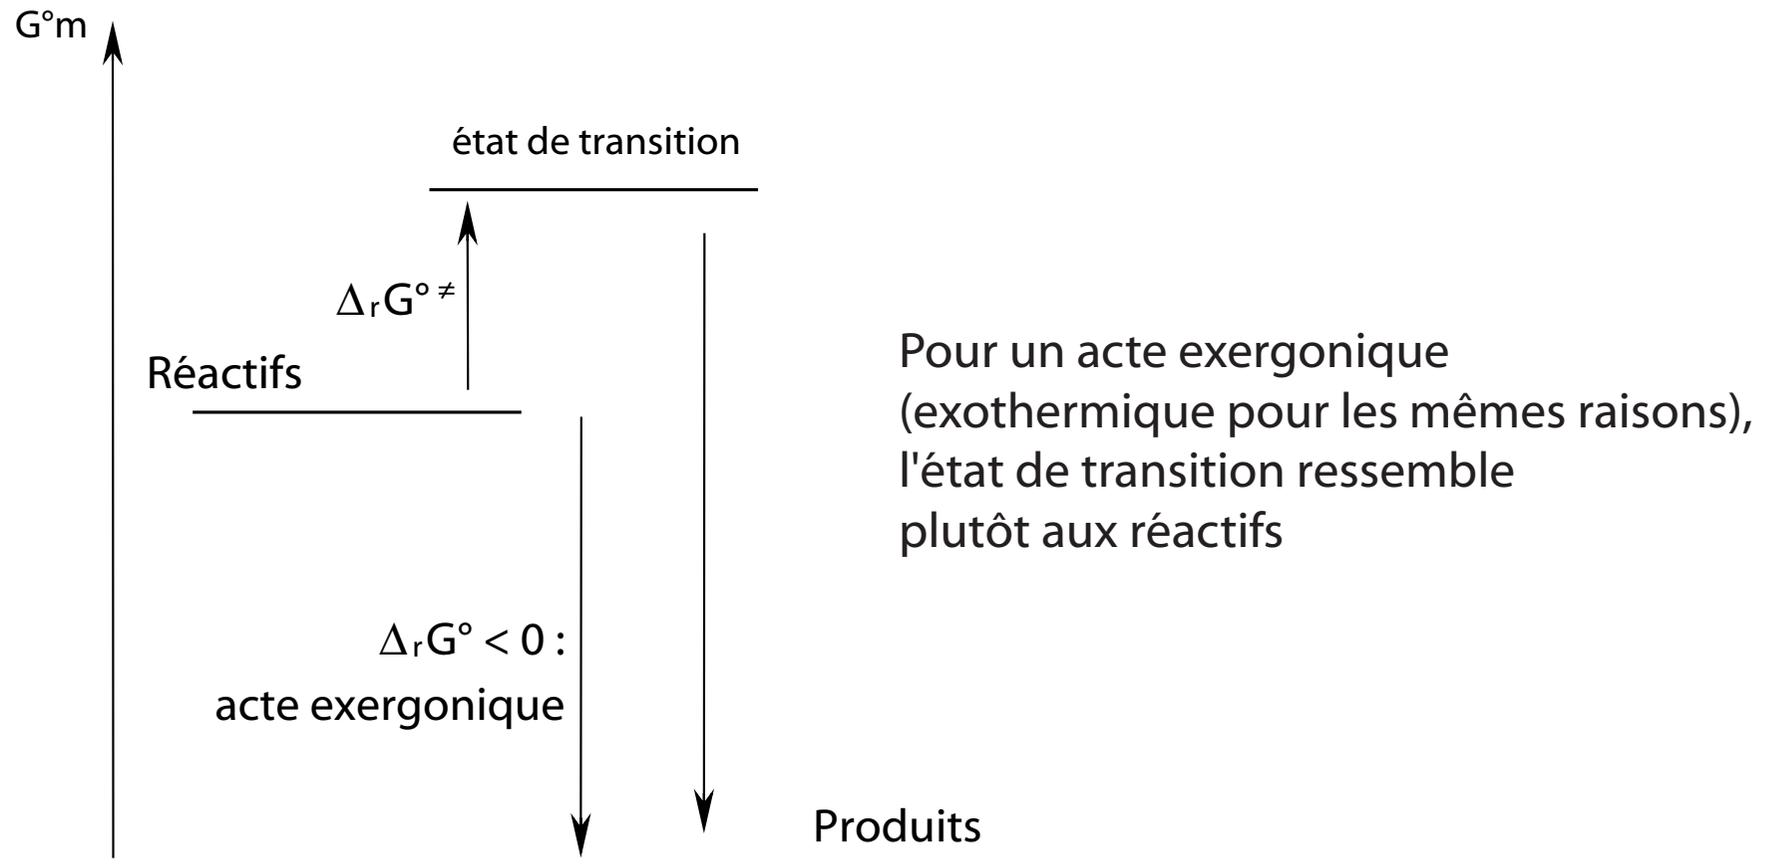 G°m
état de transition
ΔrG°≠
Réactifs
Pour un acte exergonique
(exothermique pour les mêmes raisons),
l'état de transition ressemble
plutôt aux réactifs
ΔrG° < 0 :
acte exergonique
Produits